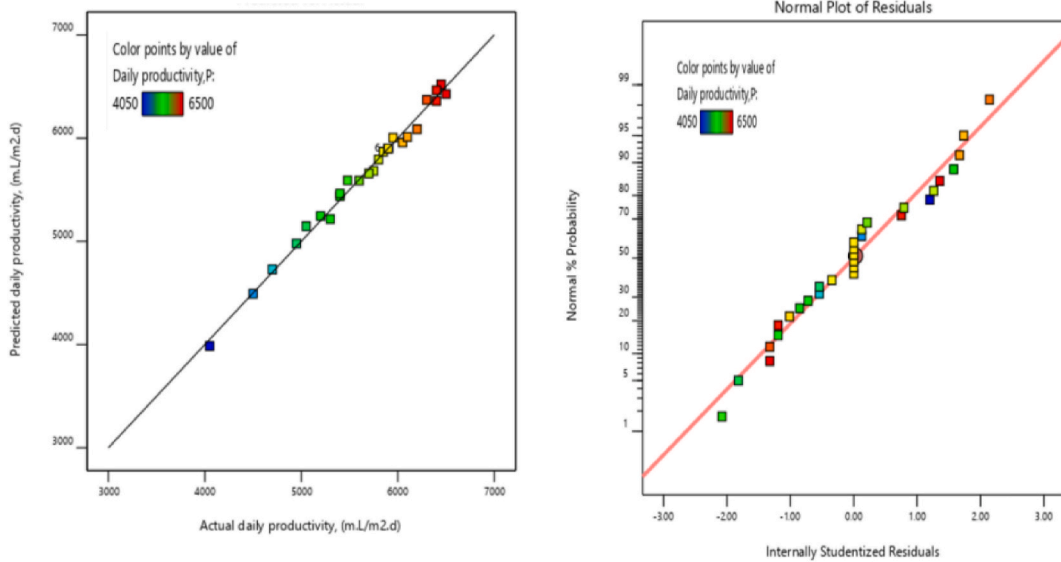 7000
6000
5000
4000
3000
Predicted daily productivity, (m.L/m2.d)
Color points by value of
Daily productivity,P:
4050 6500
6
3000 4000 5000 6000 7000
Actual daily productivity, (m.L/m2.d)
Normal Plot of Residuals
Normal % Probability
99
95
90
80
70
50
30
20
10
5
1
Color points by value of
Daily productivity,P:
4050 6500
-3.00 -2.00 -1.00 0.00 1.00 2.00 3.00
Internally Studentized Residuals